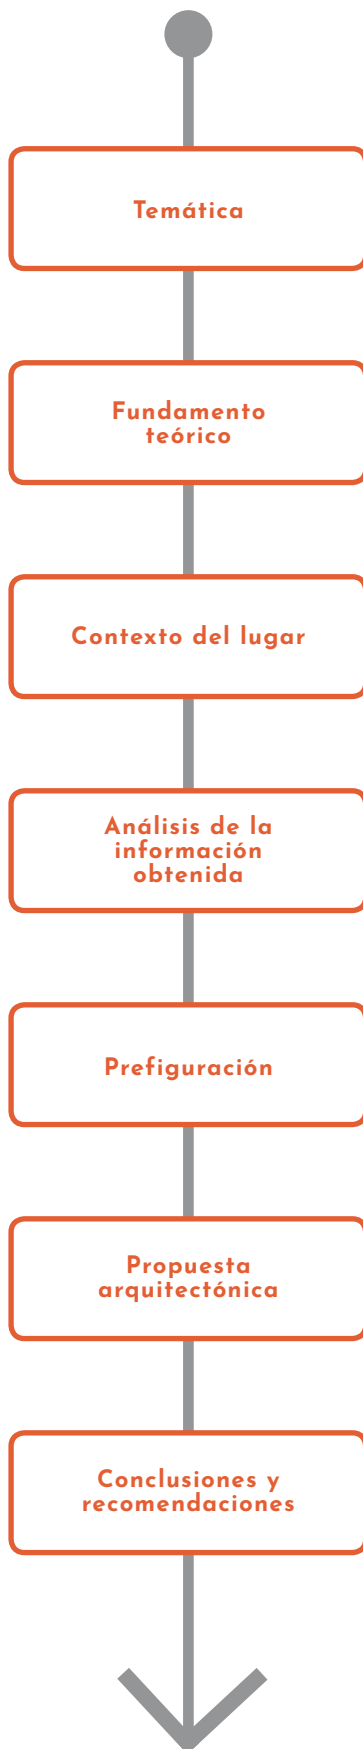 Temática
Fundamento
teórico
Contexto del lugar
Análisis de la
información
obtenida
Prefiguración
Propuesta
arquitectónica
Conclusiones y
recomendaciones